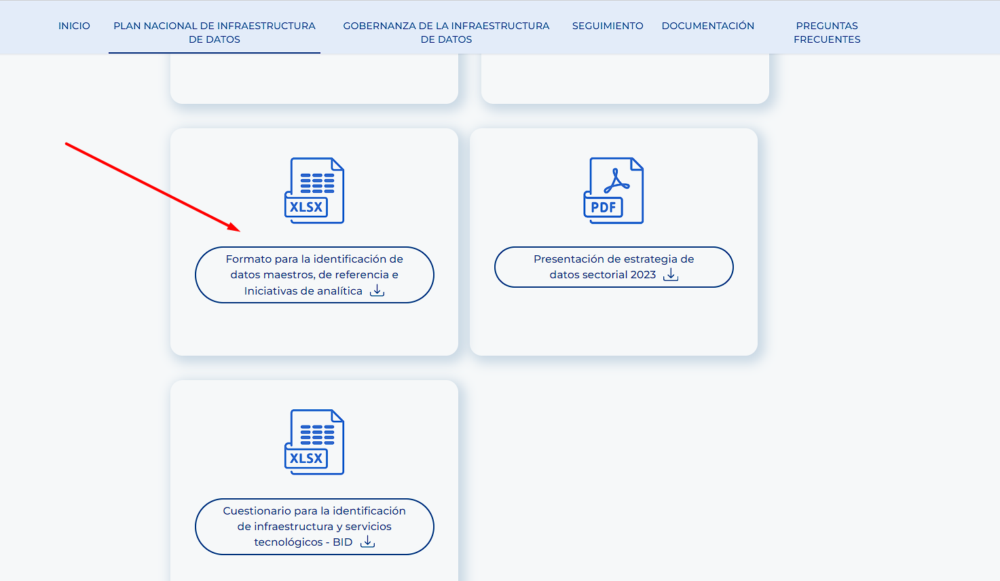 INICIO
PLAN NACIONAL DE INFRAESTRUCTURA
DE DATOS
GOBERNANZA DE LA INFRAESTRUCTURA
DE DATOS
SEGUIMIENTO
DOCUMENTACIÓN
PREGUNTAS
FRECUENTES
XLSX
Formato para la identificación de
datos maestros, de referencia e
Iniciativas de analítica
PDF
Presentación de estrategia de
datos sectorial 2023
XLSX
Cuestionario para la identificación
de infraestructura y servicios
tecnológicos - BID